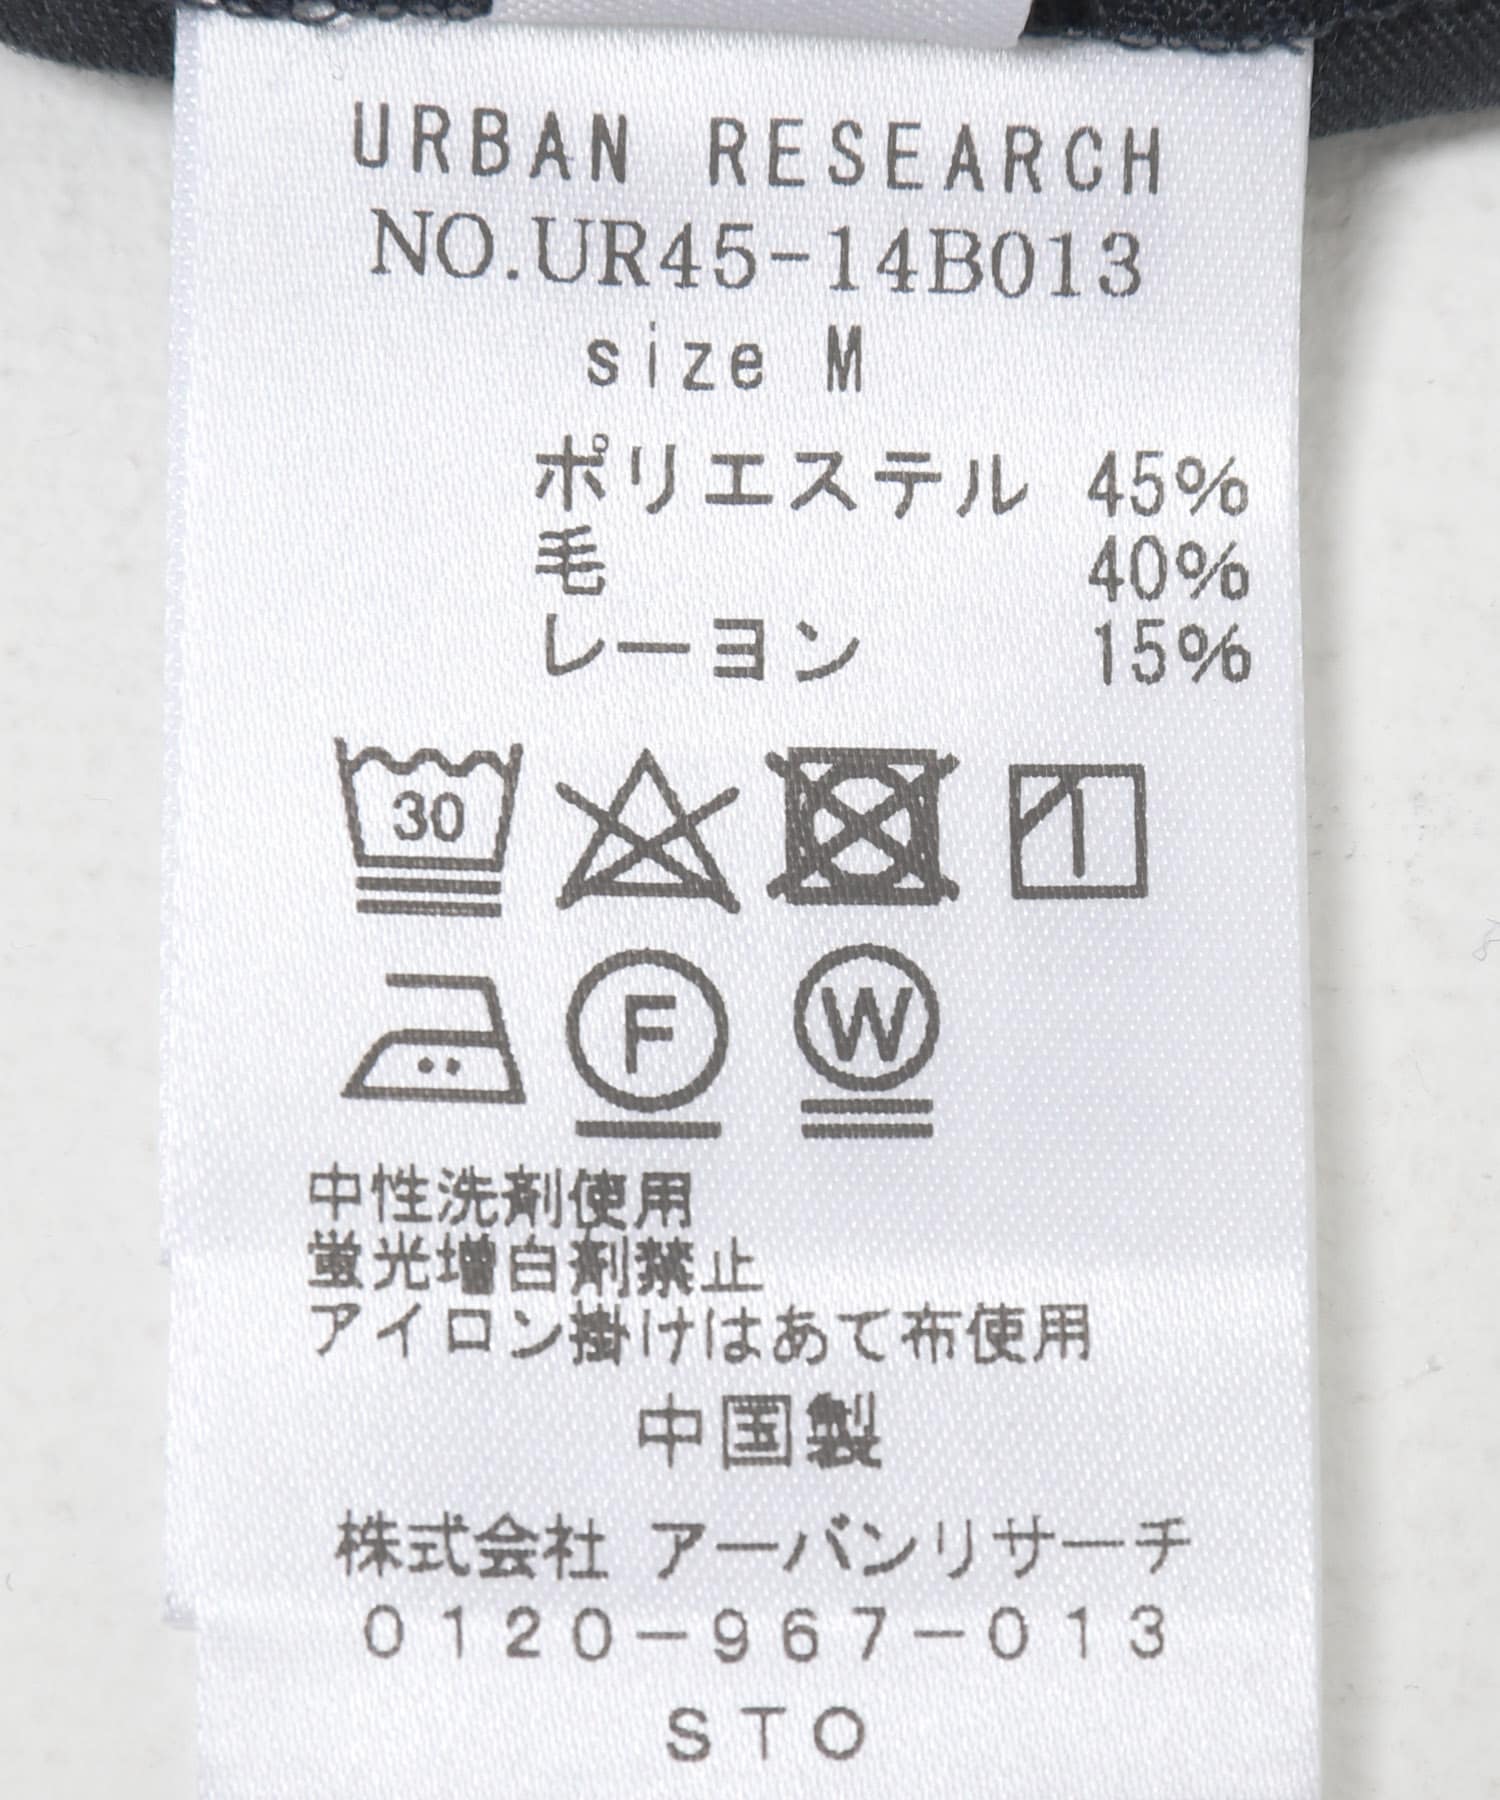 URBAN RESEARCH
NO.UR45-14B013
size M
ポリエステル 45%
毛 40%
レーヨン 15%
30
F
W
中性洗剤使用
蛍光増白剤禁止
アイロン掛けはあて布使用
中国製
株式会社 アーバンリサーチ
0120-967-013
STO